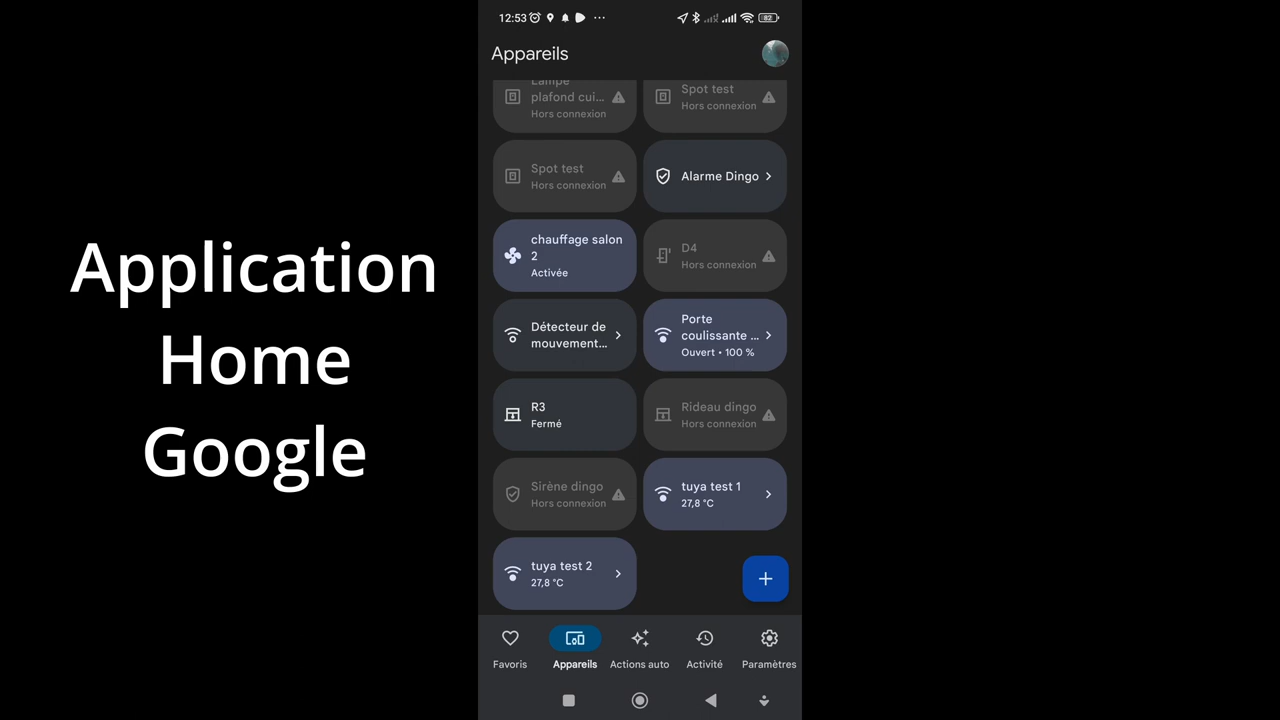 Application
Home
Google
12:53
82
Appareils
Lampe
plafond cui...
Hors connexion
Spot test
Hors connexion
Spot test
Hors connexion
Alarme Dingo
chauffage salon
2
Activée
D4
Hors connexion
Détecteur de
mouvement...
Porte
coulissante ...
Ouvert • 100 %
R3
Fermé
Rideau dingo
Hors connexion
Sirène dingo
Hors connexion
tuya test 1
27,8 °C
tuya test 2
27,8 °C
Favoris
Appareils
Actions auto
Activité
Paramètres